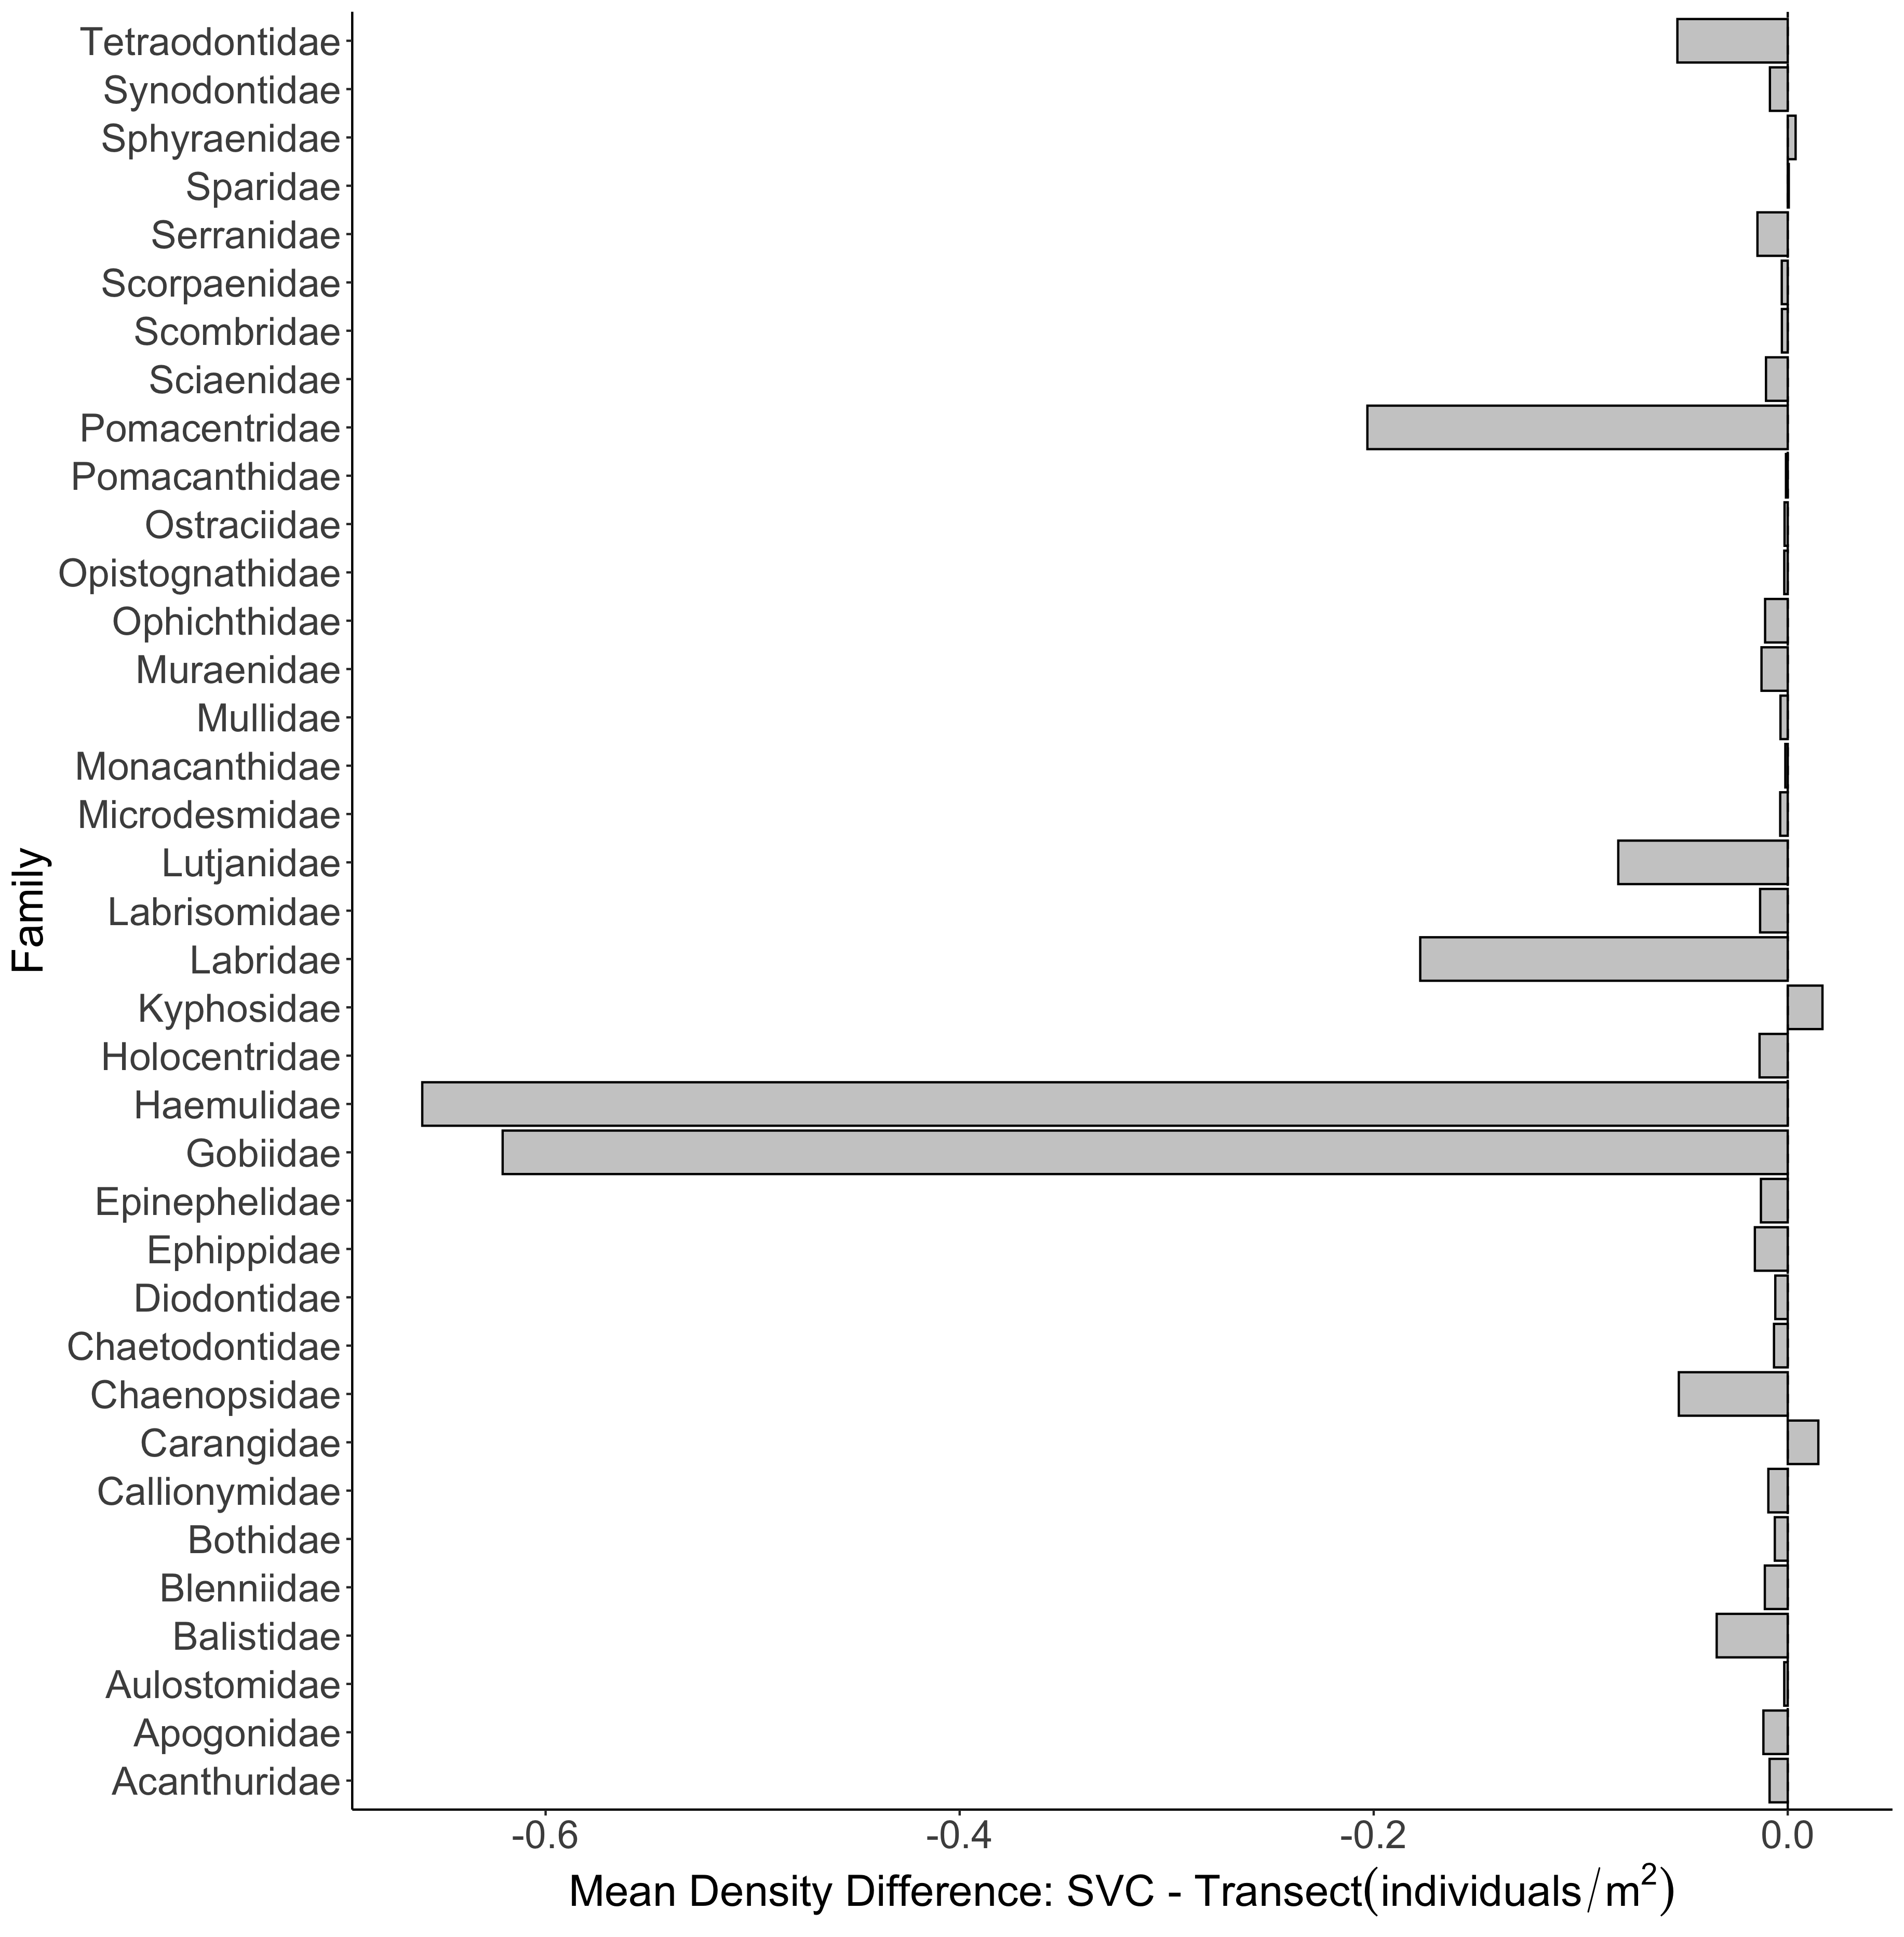 Tetraodontidae
Synodontidae
Sphyraenidae
Sparidae
Serranidae
Scorpaenidae
Scombridae
Sciaenidae
Pomacentridae
Pomacanthidae
Ostraciidae
Opistognathidae
Ophichthidae
Muraenidae
Mullidae
Monacanthidae
Microdesmidae
Lutjanidae
Labrisomidae
Labridae
Kyphosidae
Holocentridae
Haemulidae
Gobiidae
Epinephelidae
Ephippidae
Diodontidae
Chaetodontidae
Chaenopsidae
Carangidae
Callionymidae
Bothidae
Blenniidae
Balistidae
Aulostomidae
Apogonidae
Acanthuridae
Family
-0.6 -0.4 -0.2 0.0
Mean Density Difference: SVC - Transect(individuals/m²)